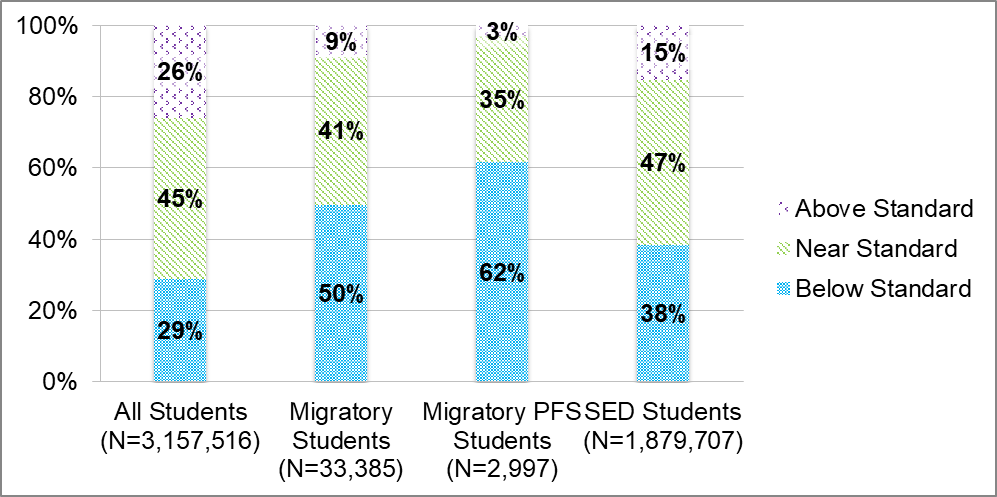 100%
80%
60%
40%
20%
0%
26%
45%
29%
9%
41%
50%
3%
35%
62%
15%
47%
38%
All Students
(N=3,157,516)
Migratory
Students
(N=33,385)
Migratory PFS
Students
(N=2,997)
SED Students
(N=1,879,707)
Above Standard
Near Standard
Below Standard